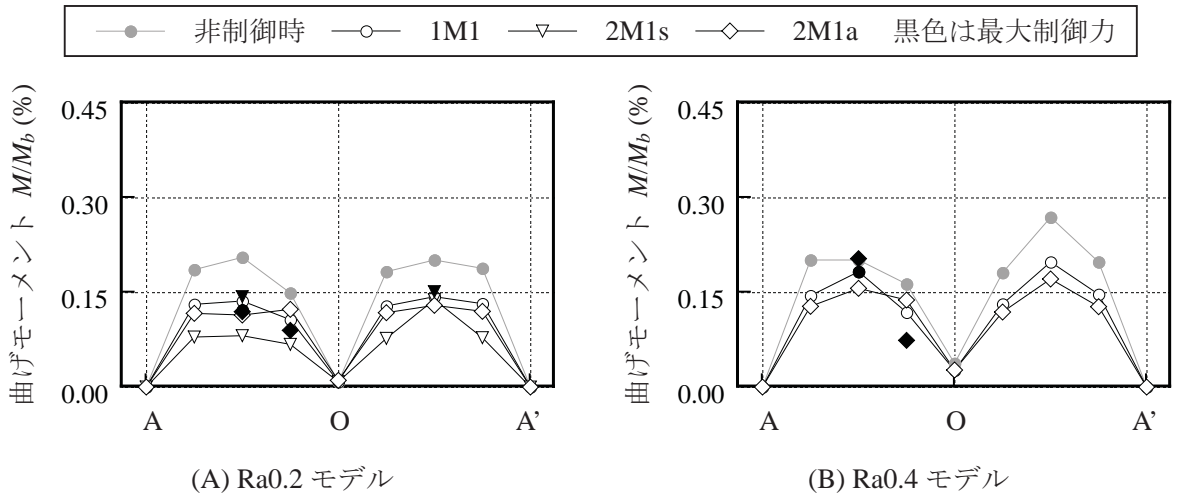 非制御時 1M1 2M1s 2M1a 黒色は最大制御力
曲げモーメント M/M_b (%)
0.45
0.30
0.15
0.00
A O A’
(A) Ra0.2 モデル
曲げモーメント M/M_b (%)
0.45
0.30
0.15
0.00
A O A’
(B) Ra0.4 モデル